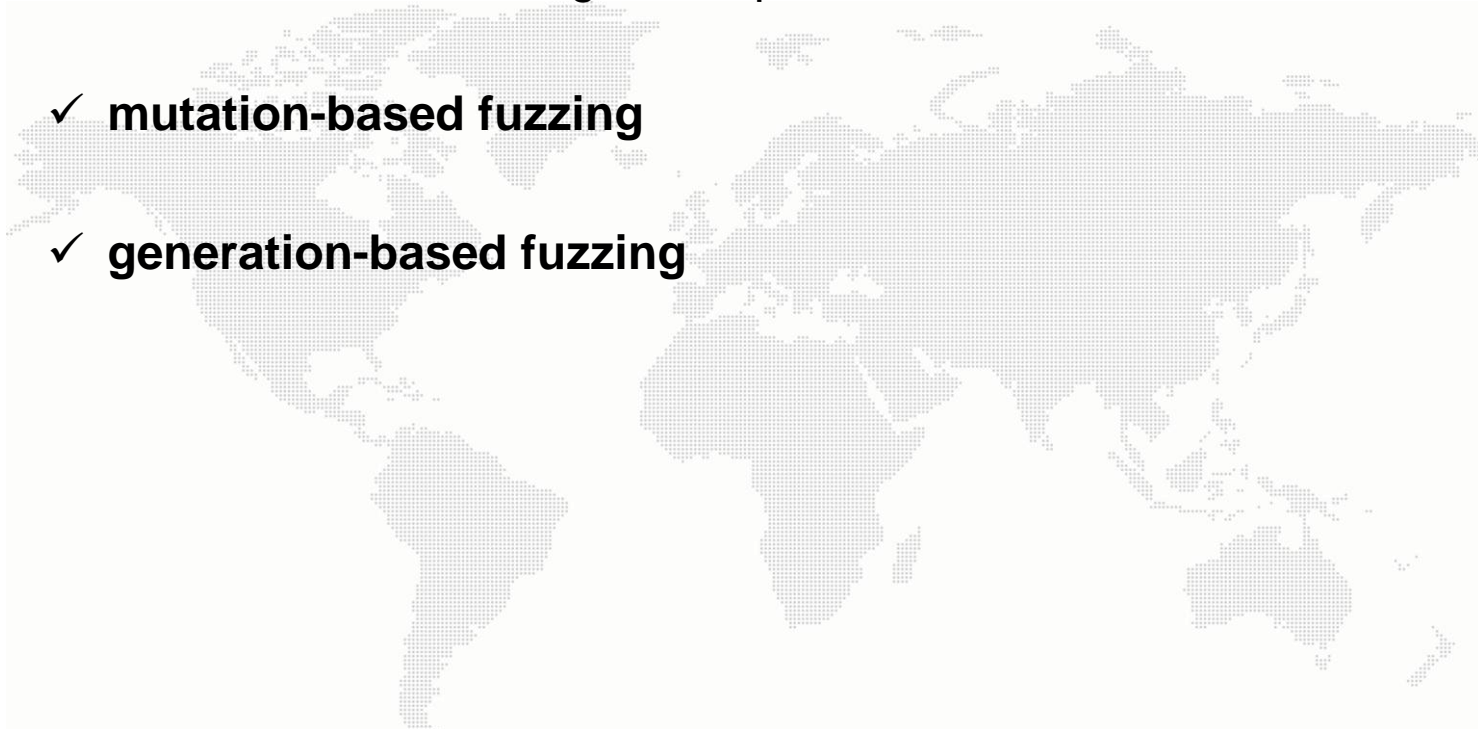 ✓ mutation-based fuzzing
✓ generation-based fuzzing